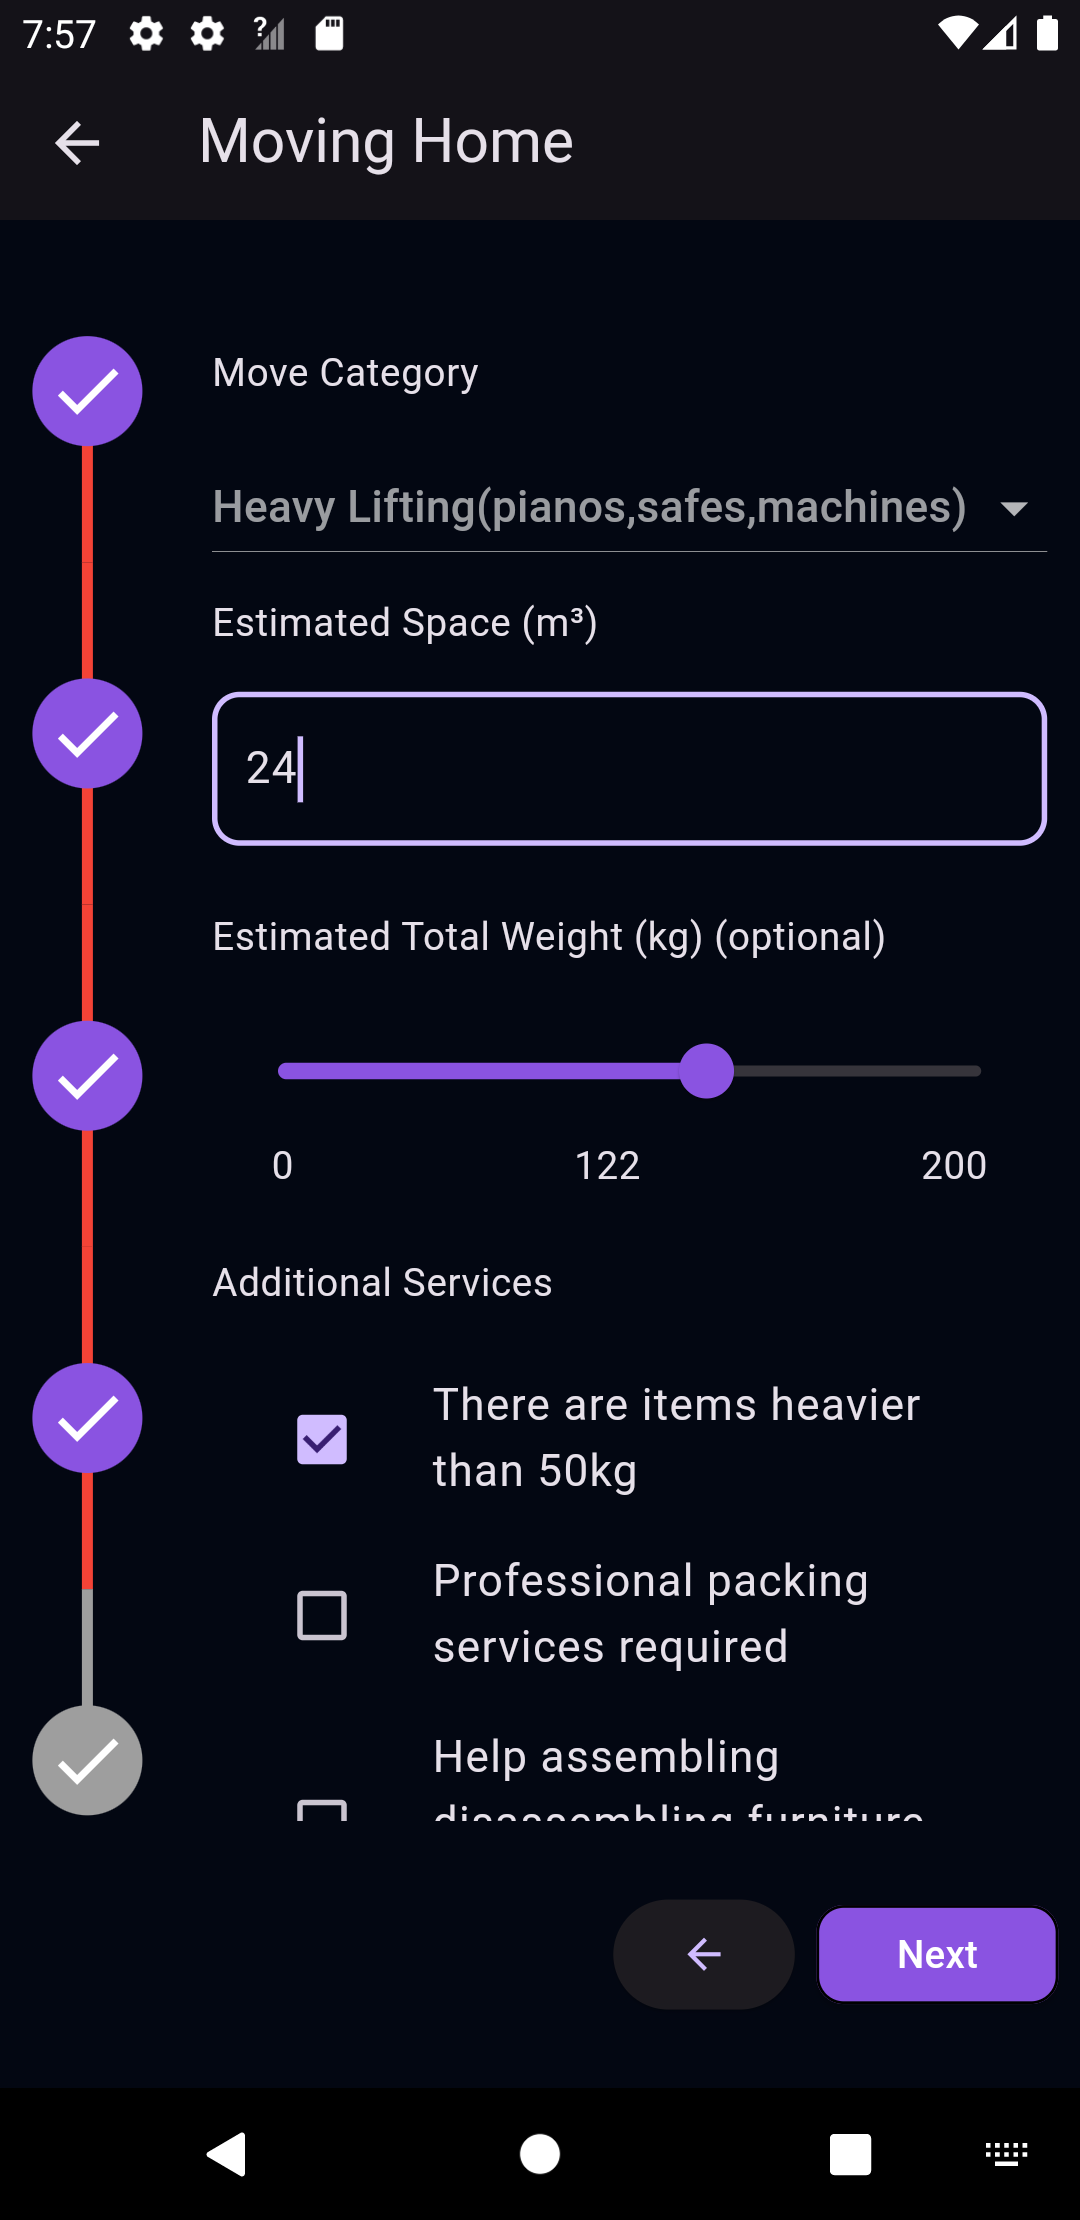 7:57
Moving Home
Move Category
Heavy Lifting(pianos,safes,machines)
Estimated Space (m³)
24
Estimated Total Weight (kg) (optional)
0 122 200
Additional Services
There are items heavier
than 50kg
Professional packing
services required
Help assembling
disassembling furniture
Next